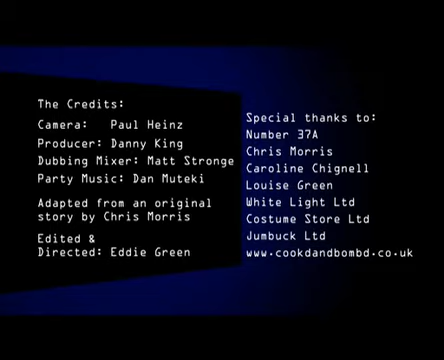 The Credits:
Camera: Paul Heinz
Producer: Danny King
Dubbing Mixer: Matt Stronge
Party Music: Dan Muteki
Adapted from an original
story by Chris Morris
Edited &
Directed: Eddie Green
Special thanks to:
Number 37A
Chris Morris
Caroline Chignell
Louise Green
White Light Ltd
Costume Store Ltd
Jumbuck Ltd
www.cookdandbombd.co.uk